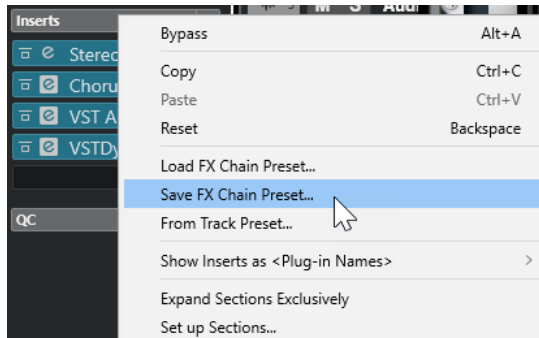 Inserts
Bypass Alt+A
Stereo
Copy Ctrl+C
Choru
Paste Ctrl+V
VST A
Reset Backspace
VSTDy
Load FX Chain Preset...
Save FX Chain Preset...
QC
From Track Preset...
Show Inserts as <Plug-in Names>
Expand Sections Exclusively
Set up Sections...